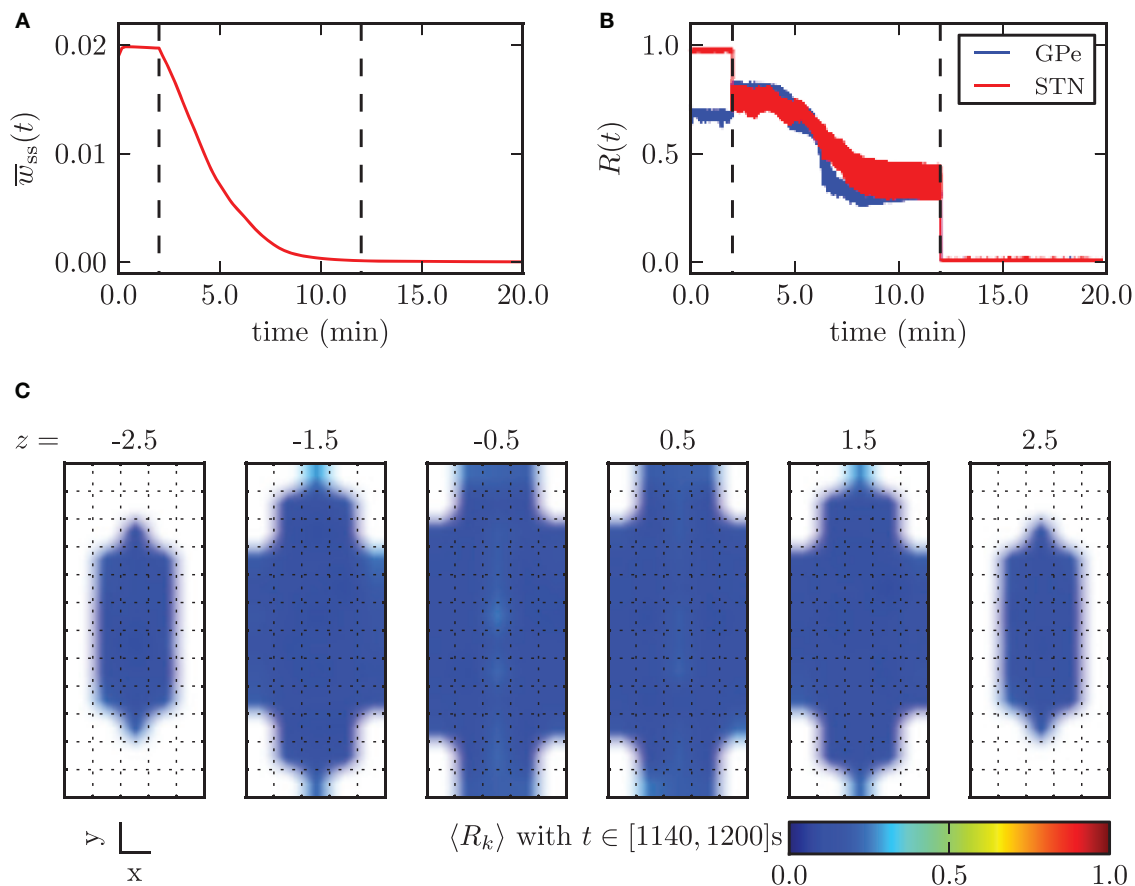 A
0.02
0.01
0.00
w̅ss(t)
0.0 5.0 10.0 15.0 20.0
time (min)
B
1.0
0.5
0.0
R(t)
GPe
STN
0.0 5.0 10.0 15.0 20.0
time (min)
C
z = -2.5 -1.5 -0.5 0.5 1.5 2.5
y
x
⟨Rk⟩ with t ∈ [1140, 1200]s
0.0 0.5 1.0